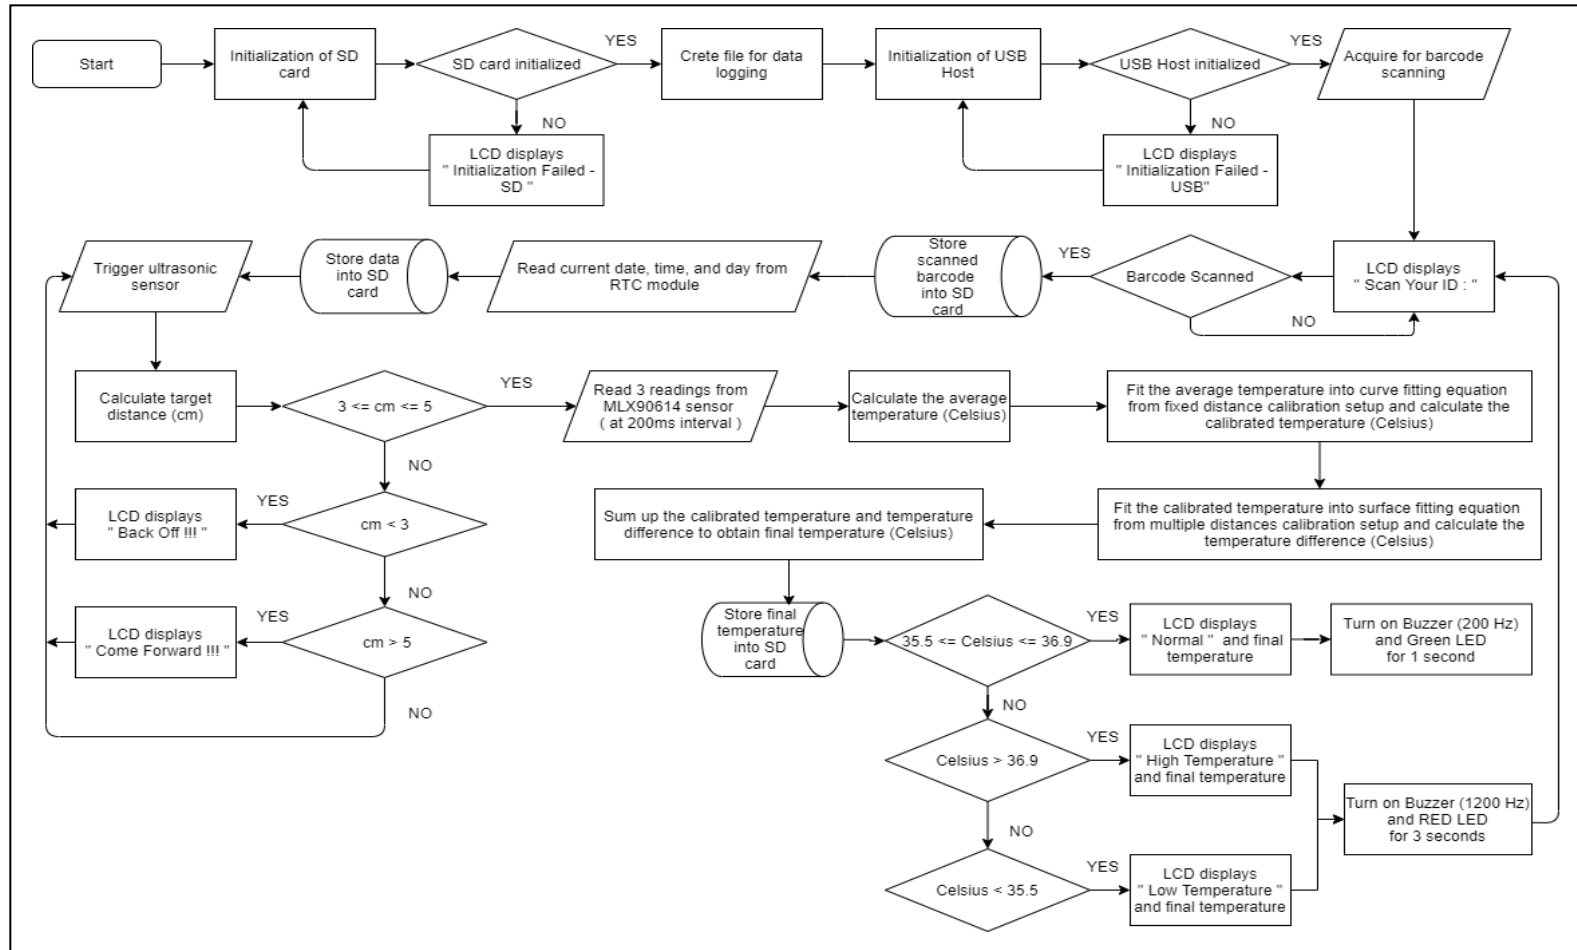 Start
Initialization of SD
card
SD card initialized
YES
Crete file for data
logging
Initialization of USB
Host
USB Host initialized
YES
Acquire for barcode
scanning
NO
LCD displays
" Initialization Failed -
SD "
NO
LCD displays
" Initialization Failed -
USB"
LCD displays
" Scan Your ID : "
Barcode Scanned
NO
YES
Store
scanned
barcode
into SD
card
Read current date, time, and day from
RTC module
Store data
into SD
card
Trigger ultrasonic
sensor
Calculate target
distance (cm)
3 <= cm <= 5
YES
Read 3 readings from
MLX90614 sensor
( at 200ms interval )
Calculate the average
temperature (Celsius)
Fit the average temperature into curve fitting equation
from fixed distance calibration setup and calculate the
calibrated temperature (Celsius)
NO
cm < 3
YES
LCD displays
" Back Off !!! "
NO
cm > 5
YES
LCD displays
" Come Forward !!! "
NO
Fit the calibrated temperature into surface fitting equation
from multiple distances calibration setup and calculate the
temperature difference (Celsius)
Sum up the calibrated temperature and temperature
difference to obtain final temperature (Celsius)
Store final
temperature
into SD
card
35.5 <= Celsius <= 36.9
YES
LCD displays
" Normal " and final
temperature
Turn on Buzzer (200 Hz)
and Green LED
for 1 second
NO
Celsius > 36.9
YES
LCD displays
" High Temperature "
and final temperature
Turn on Buzzer (1200 Hz)
and RED LED
for 3 seconds
NO
Celsius < 35.5
YES
LCD displays
" Low Temperature "
and final temperature